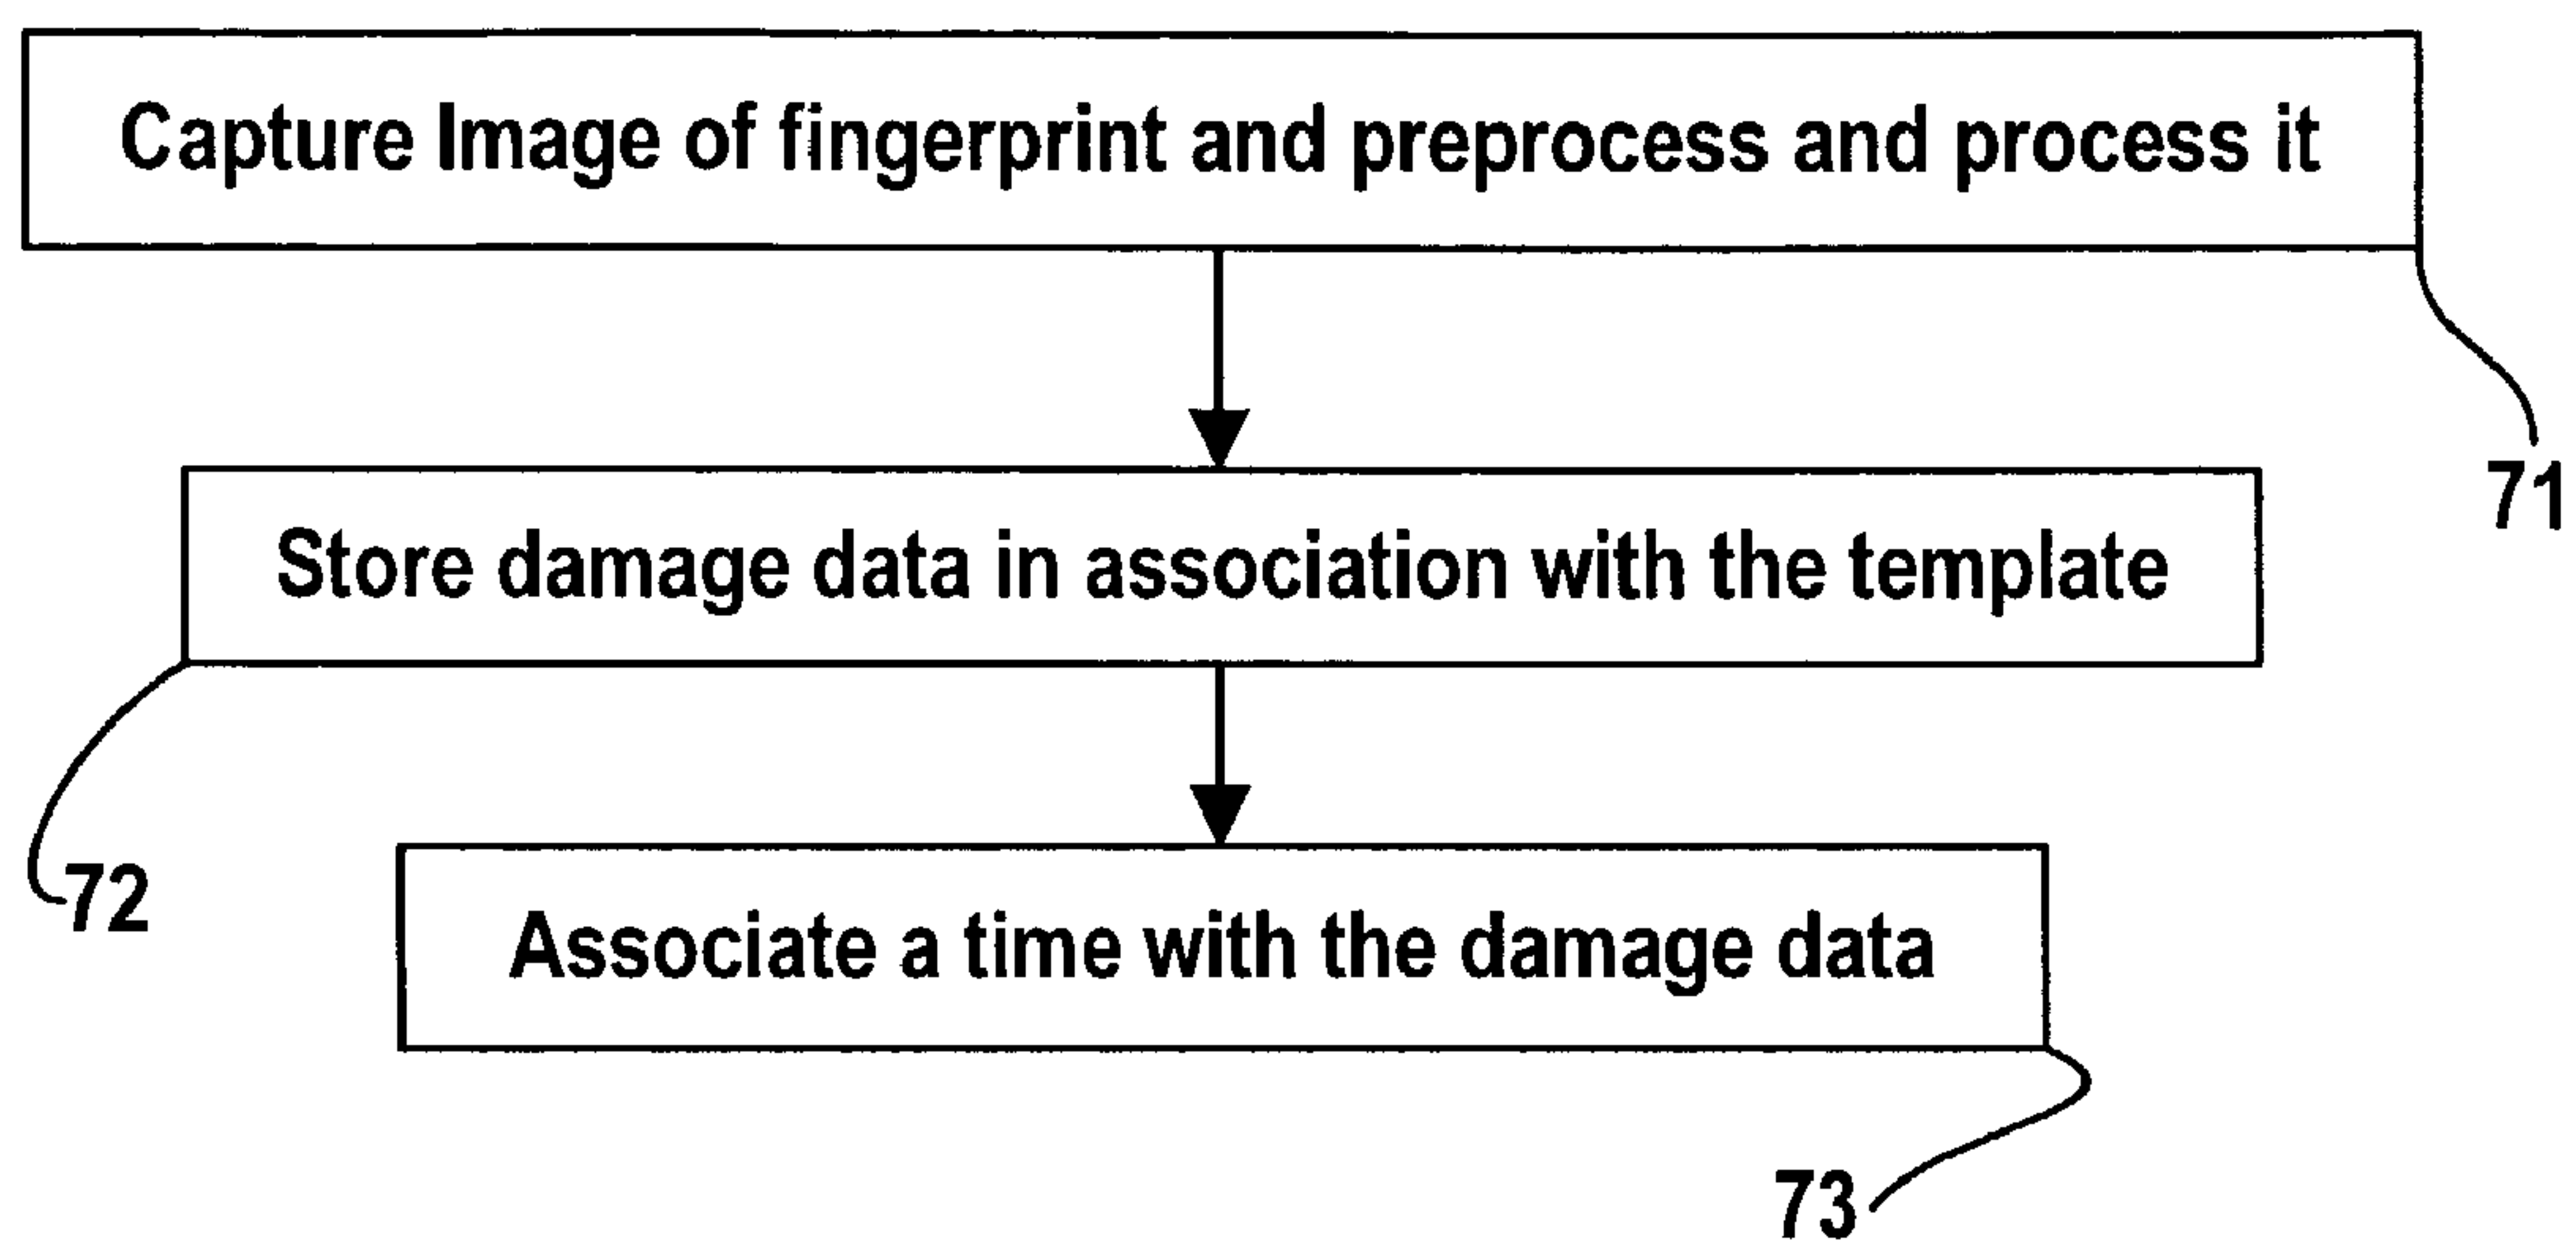 Capture Image of fingerprint and preprocess and process it
71
Store damage data in association with the template
72
Associate a time with the damage data
73